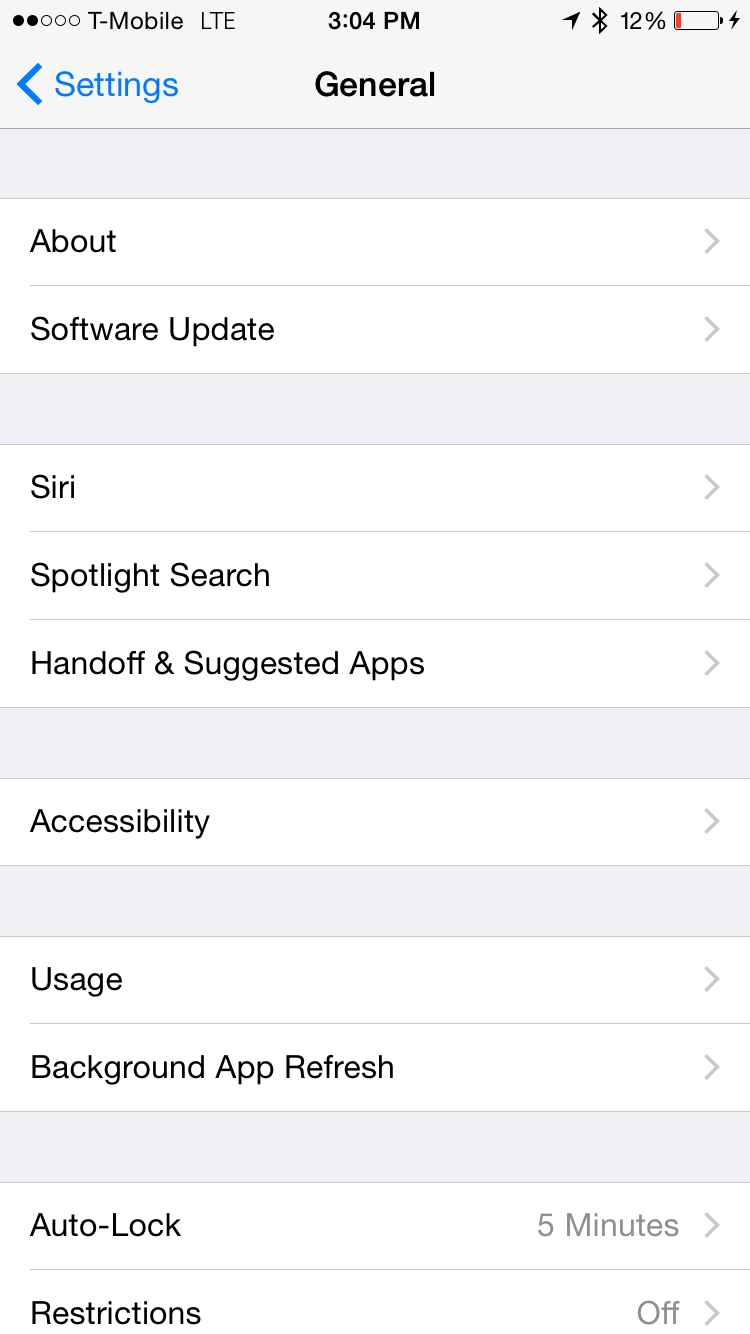 T-Mobile LTE 3:04 PM 12%
Settings General
About
Software Update
Siri
Spotlight Search
Handoff & Suggested Apps
Accessibility
Usage
Background App Refresh
Auto-Lock 5 Minutes
Restrictions Off